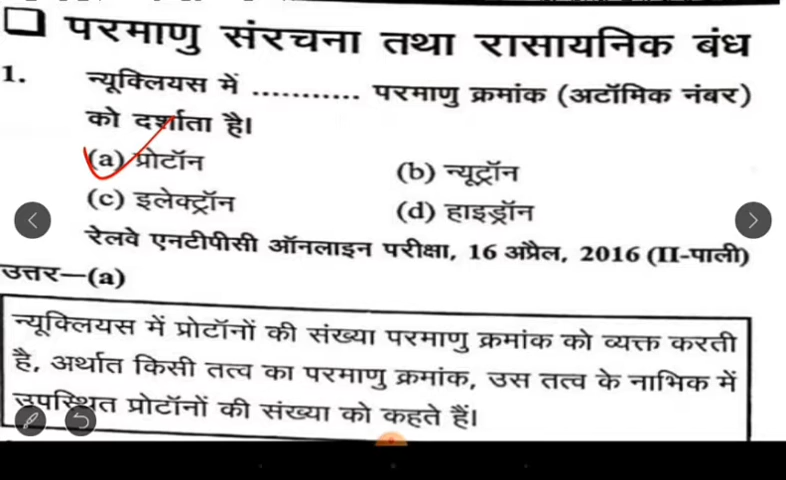 ❑ परमाणु संरचना तथा रासायनिक बंध
1. न्यूक्लियस में ............ परमाणु क्रमांक (अटॉमिक नंबर)
को दर्शाता है।
(a) प्रोटॉन (b) न्यूट्रॉन
(c) इलेक्ट्रॉन (d) हाइड्रॉन
रेलवे एनटीपीसी ऑनलाइन परीक्षा, 16 अप्रैल, 2016 (II-पाली)
उत्तर—(a)
न्यूक्लियस में प्रोटॉनों की संख्या परमाणु क्रमांक को व्यक्त करती
है, अर्थात किसी तत्व का परमाणु क्रमांक, उस तत्व के नाभिक में
उपस्थित प्रोटॉनों की संख्या को कहते हैं।